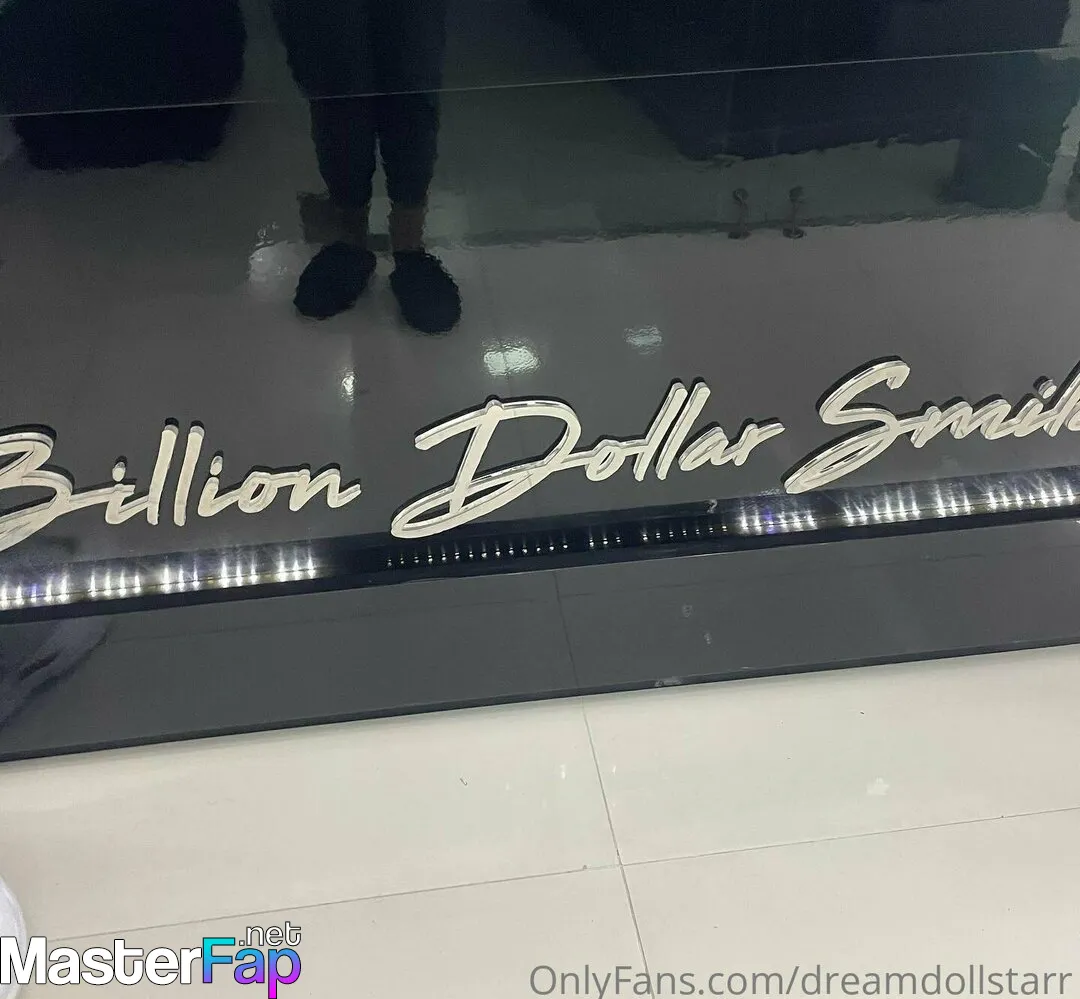 Billion Dollar Smil
MasterFap.net
OnlyFans.com/dreamdollstarr